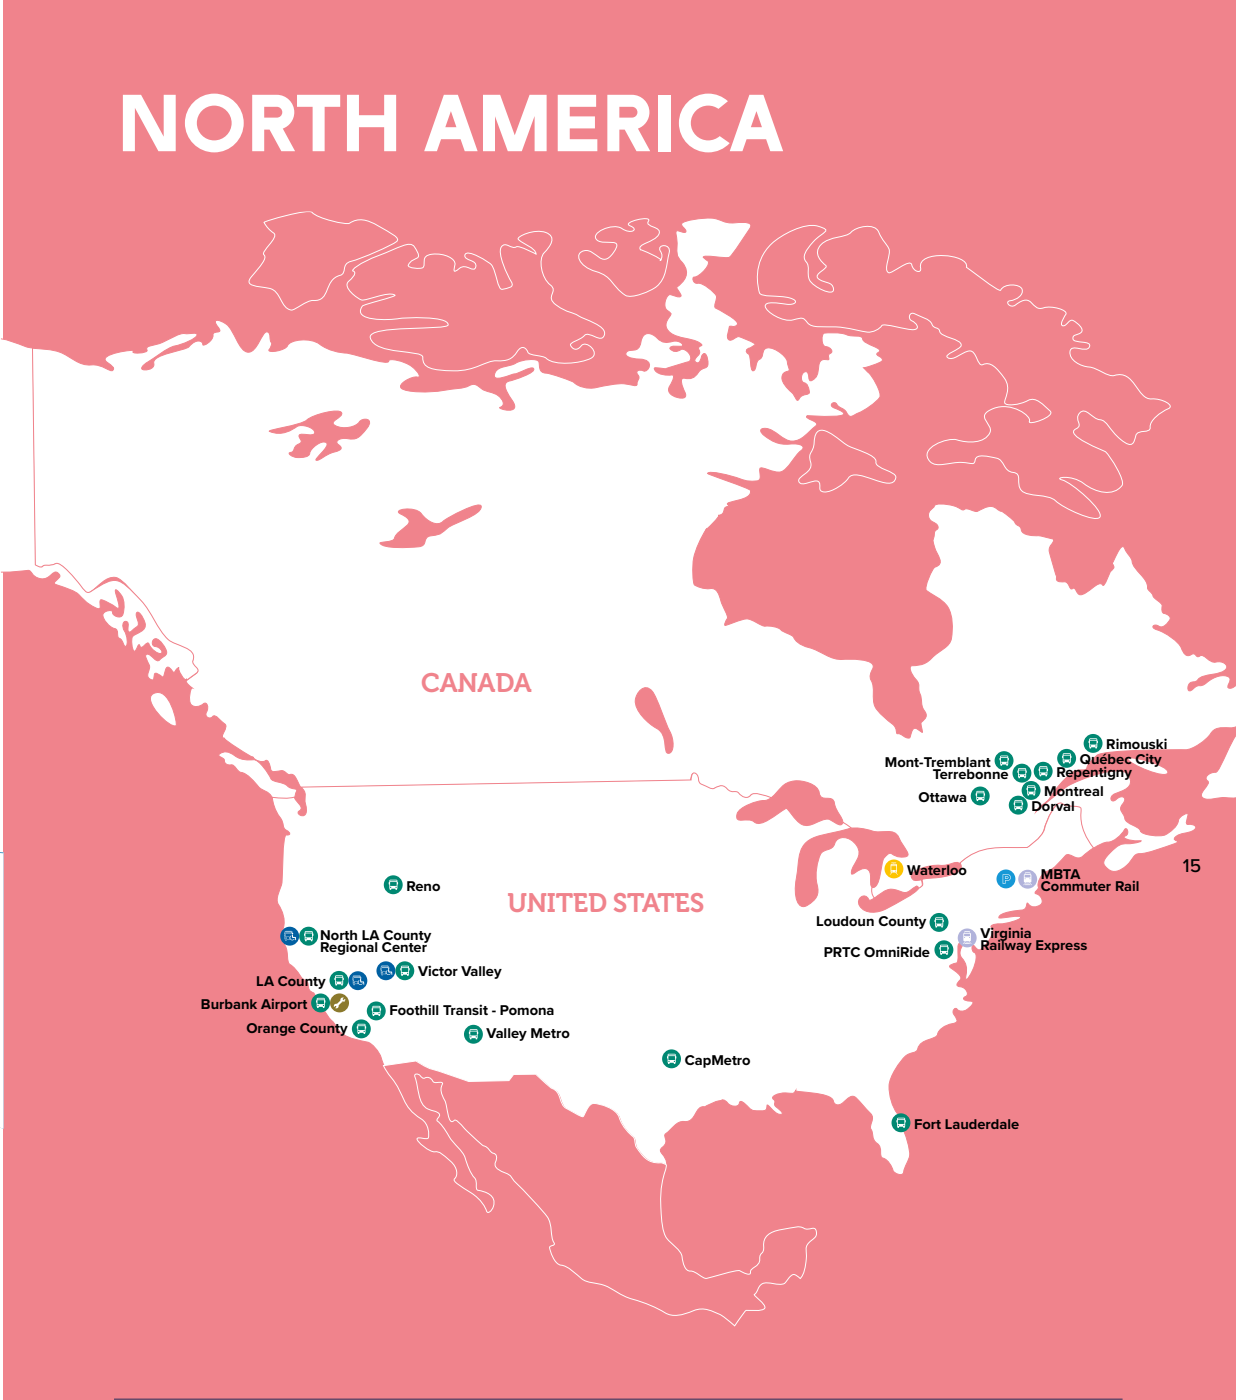 NORTH AMERICA
CANADA
Rimouski
Québec City
Mont-Tremblant
Terrebonne
Repentigny
Montreal
Ottawa
Dorval
15
Waterloo
MBTA
Commuter Rail
Reno
UNITED STATES
Loudoun County
Virginia
Railway Express
PRTC OmniRide
North LA County
Regional Center
Victor Valley
LA County
Burbank Airport
Foothill Transit - Pomona
Orange County
Valley Metro
CapMetro
Fort Lauderdale
P